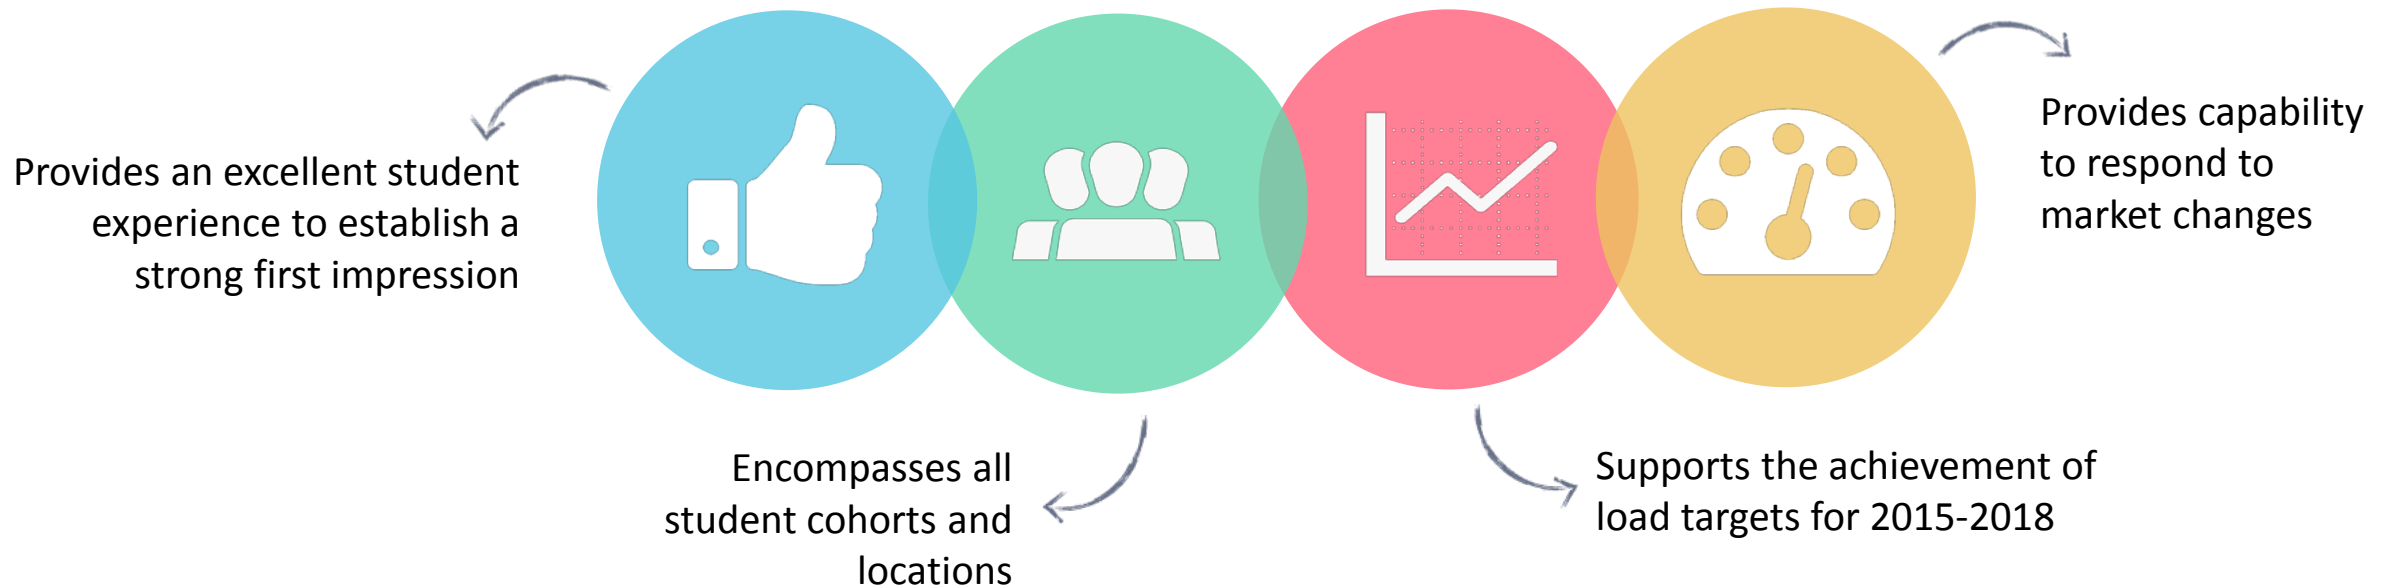 Provides an excellent student
experience to establish a
strong first impression
Encompasses all
student cohorts and
locations
Supports the achievement of
load targets for 2015-2018
Provides capability
to respond to
market changes